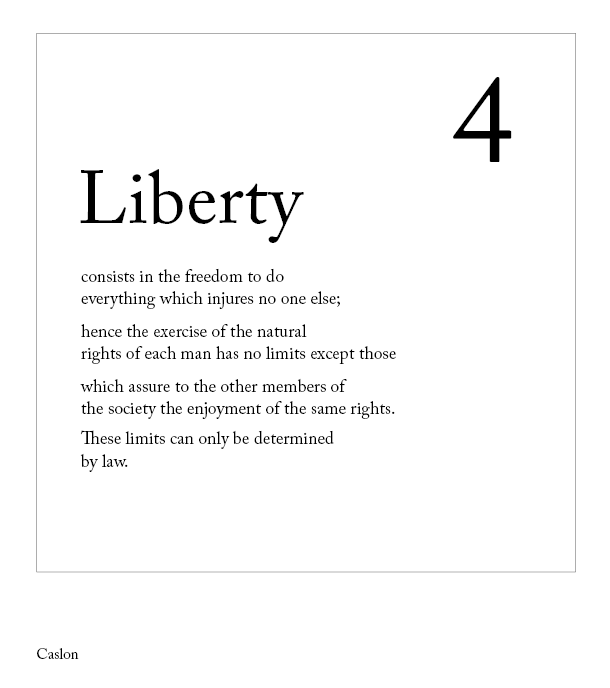 4
Liberty
consists in the freedom to do
everything which injures no one else;
hence the exercise of the natural
rights of each man has no limits except those
which assure to the other members of
the society the enjoyment of the same rights.
These limits can only be determined
by law.
Caslon